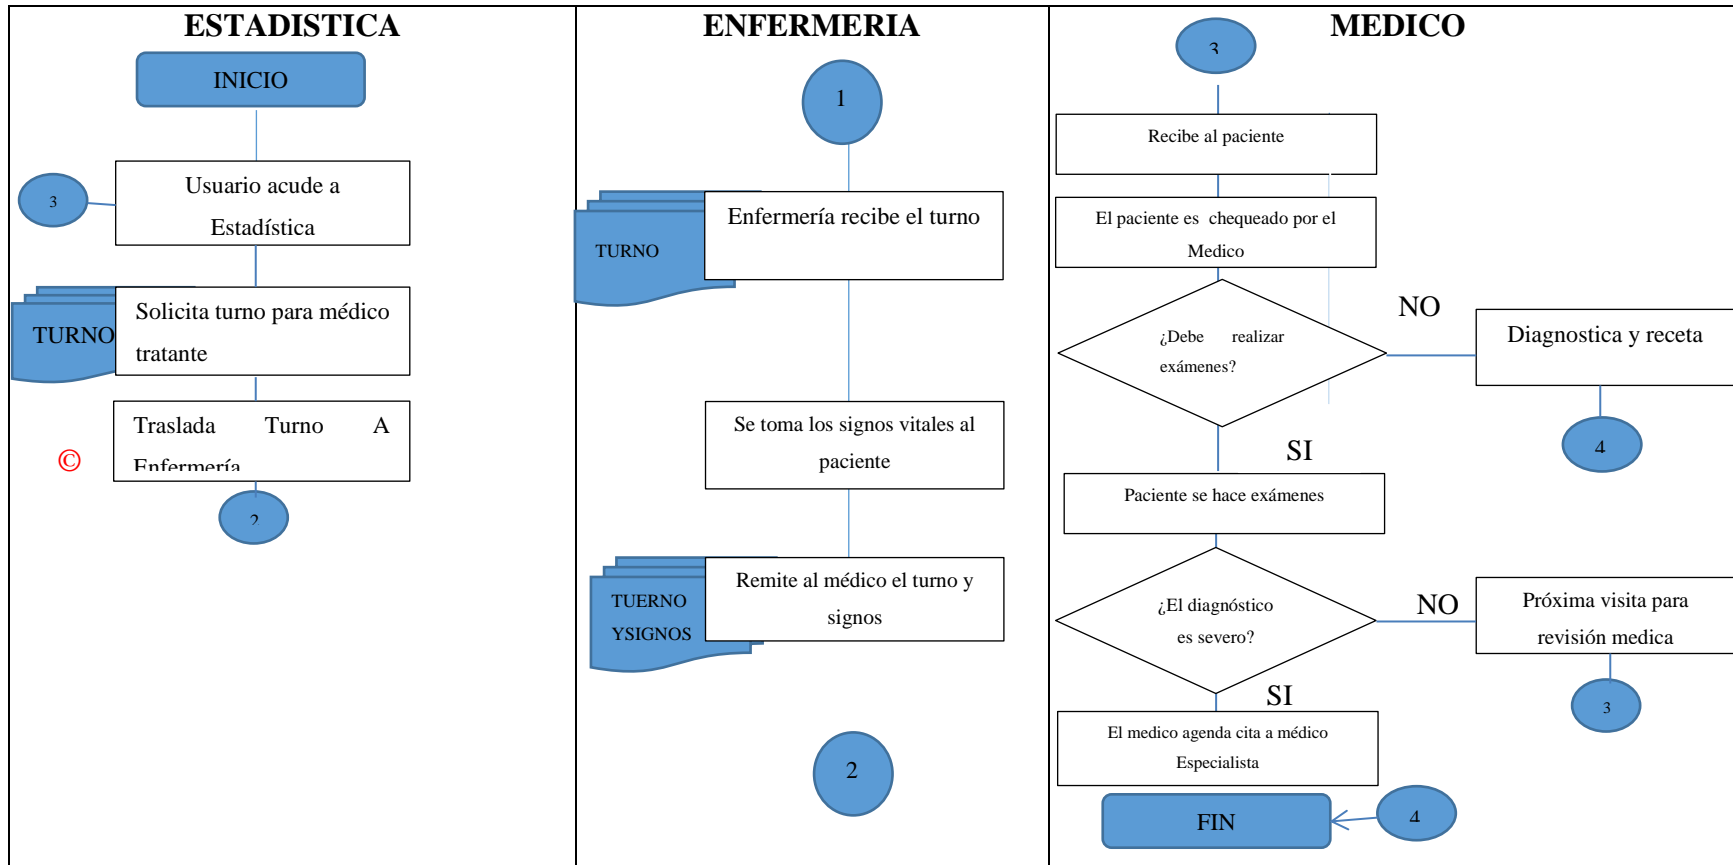 ESTADISTICA
INICIO
3
Usuario acude a
Estadística
TURNO
Solicita turno para médico
tratante
Traslada Turno A
Enfermería
©
2
ENFERMERIA
1
TURNO
Enfermería recibe el turno
Se toma los signos vitales al
paciente
TUERNO
YSIGNOS
Remite al médico el turno y
signos
2
MEDICO
3
Recibe al paciente
El paciente es chequeado por el
Medico
¿Debe realizar
exámenes?
NO
Diagnostica y receta
4
SI
Paciente se hace exámenes
¿El diagnóstico
es severo?
NO
Próxima visita para
revisión medica
3
SI
El medico agenda cita a médico
Especialista
FIN
4